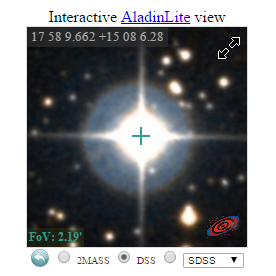 Interactive AladinLite view
17 58 9.662 +15 08 6.28
FoV: 2.19'
2MASS DSS SDSS